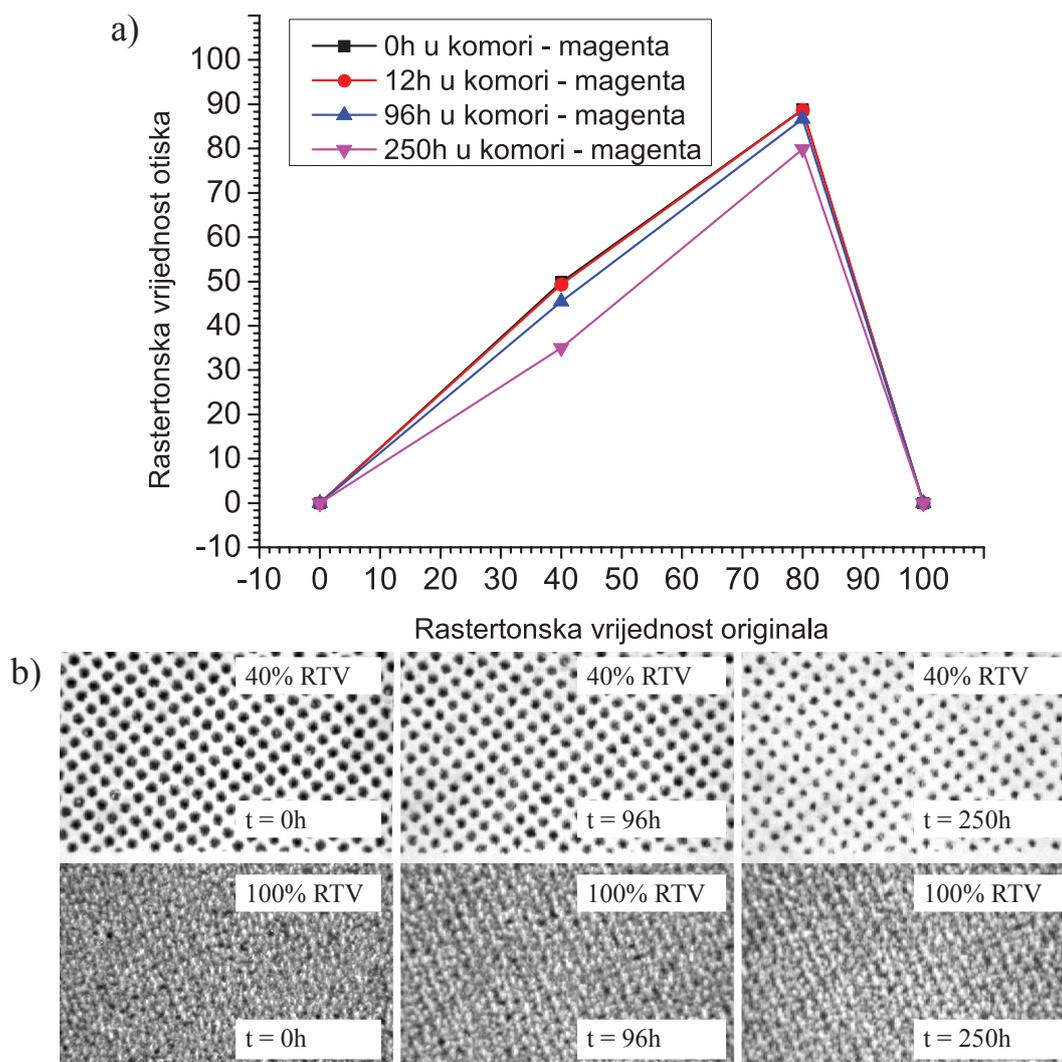 a)
0h u komori - magenta
12h u komori - magenta
96h u komori - magenta
250h u komori - magenta
Rastertonska vrijednost otiska
100
90
80
70
60
50
40
30
20
10
0
-10
-10 0 10 20 30 40 50 60 70 80 90 100
Rastertonska vrijednost originala
b)
40% RTV
40% RTV
40% RTV
t = 0h
t = 96h
t = 250h
100% RTV
100% RTV
100% RTV
t = 0h
t = 96h
t = 250h